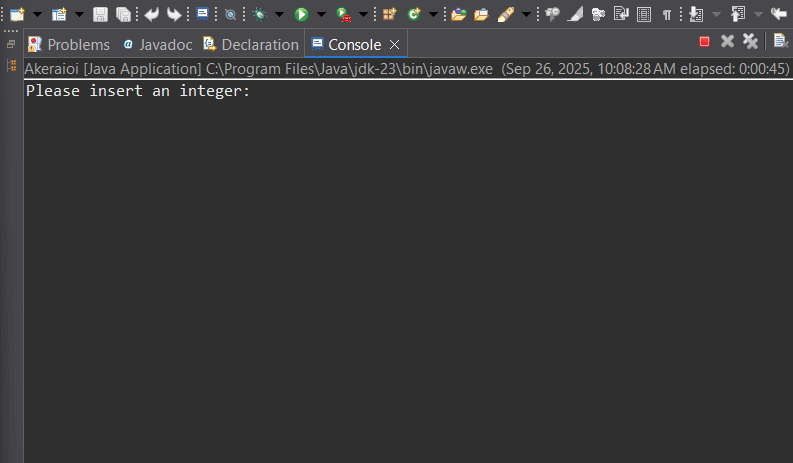 Problems Javadoc Declaration Console
Akeraioi [Java Application] C:\Program Files\Java\jdk-23\bin\javaw.exe (Sep 26, 2025, 10:08:28 AM elapsed: 0:00:45)
Please insert an integer: